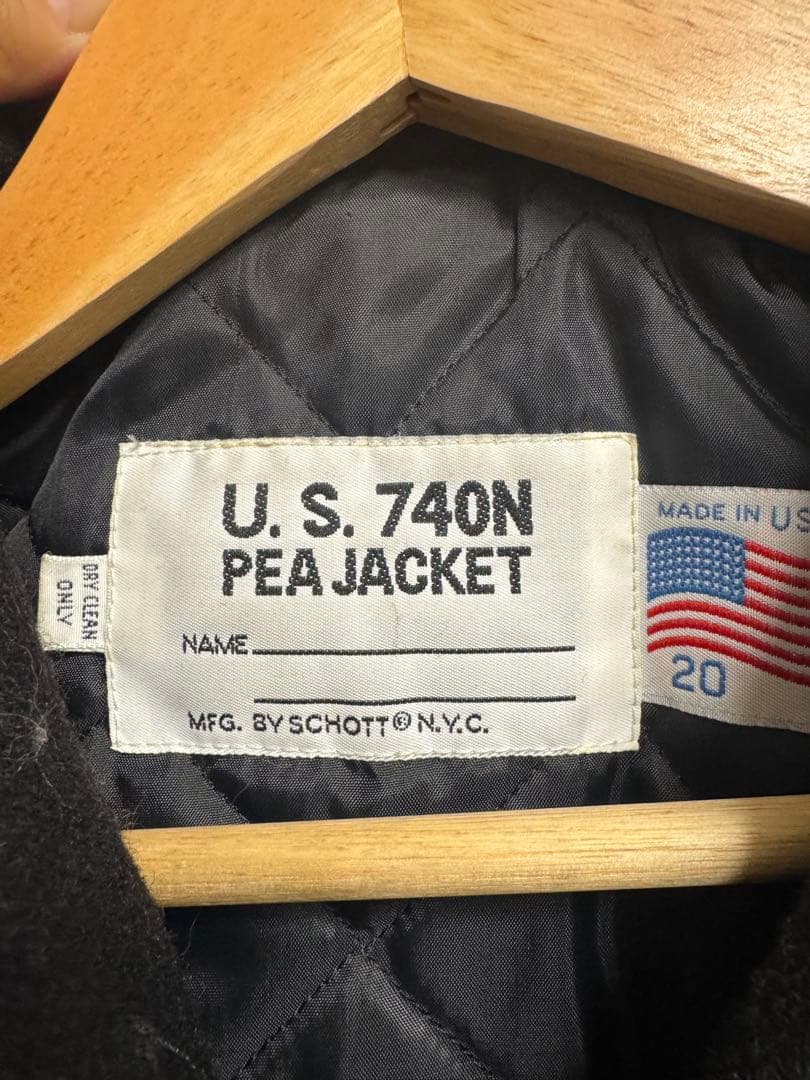 U. S. 740N
PEA JACKET
NAME
MFG. BY SCHOTT® N.Y.C.
DRY CLEAN
ONLY
MADE IN US
20